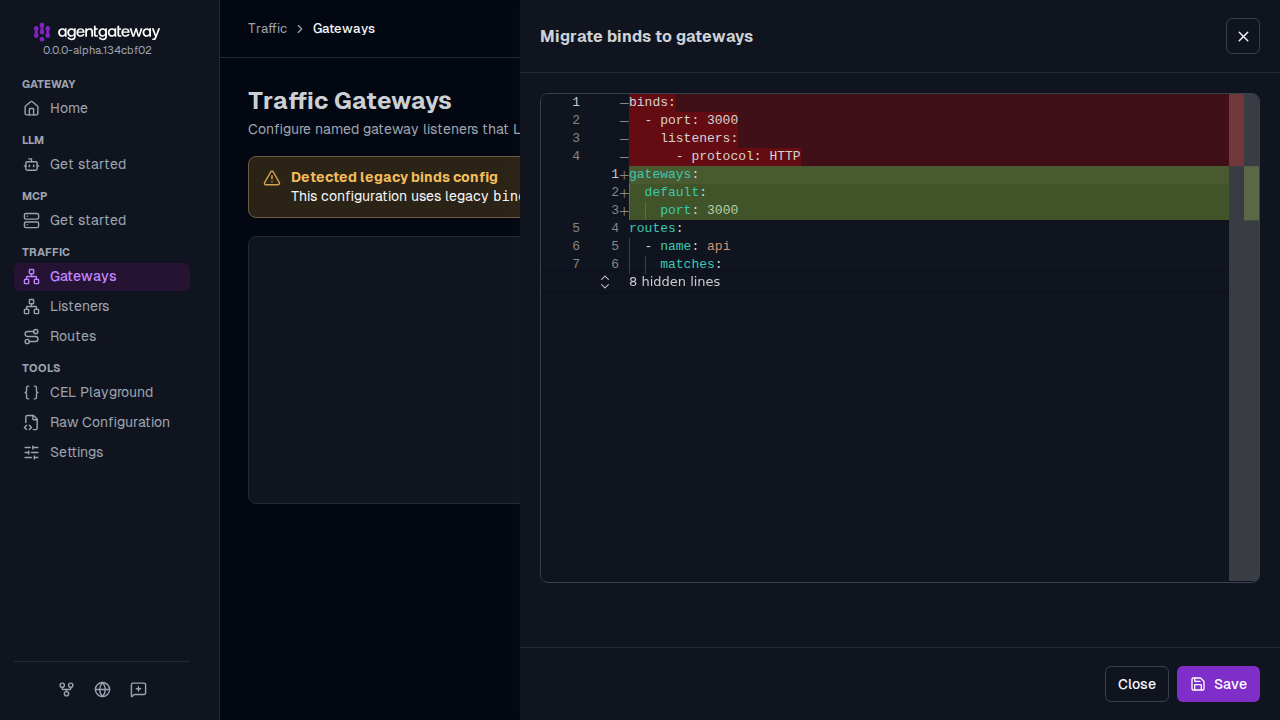 agentgateway
0.0.0-alpha.134cbf02
GATEWAY
Home
LLM
Get started
MCP
Get started
TRAFFIC
Gateways
Listeners
Routes
TOOLS
CEL Playground
Raw Configuration
Settings
Traffic > Gateways
Traffic Gateways
Configure named gateway listeners that L
Detected legacy binds config
This configuration uses legacy bin
Migrate binds to gateways
1 —binds:
2 —  - port: 3000
3 —    listeners:
4 —      - protocol: HTTP
1+gateways:
2+  default:
3+    port: 3000
5 4 routes:
6 5   - name: api
7 6     matches:
8 hidden lines
Close
Save